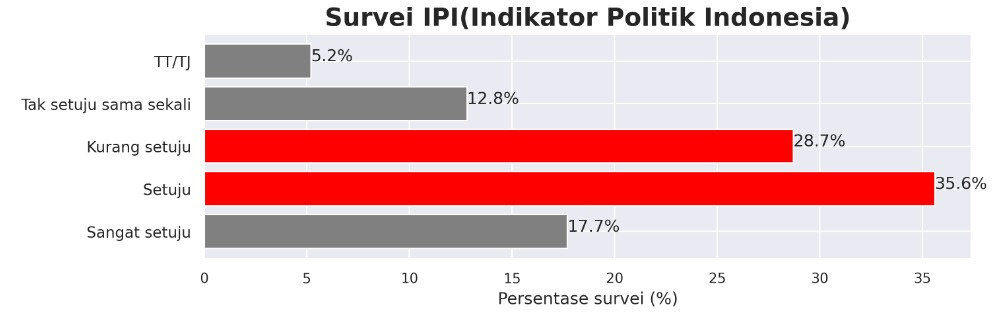 Survei IPI(Indikator Politik Indonesia)
TT/TJ
5.2%
Tak setuju sama sekali
12.8%
Kurang setuju
28.7%
Setuju
35.6%
Sangat setuju
17.7%
0 5 10 15 20 25 30 35
Persentase survei (%)